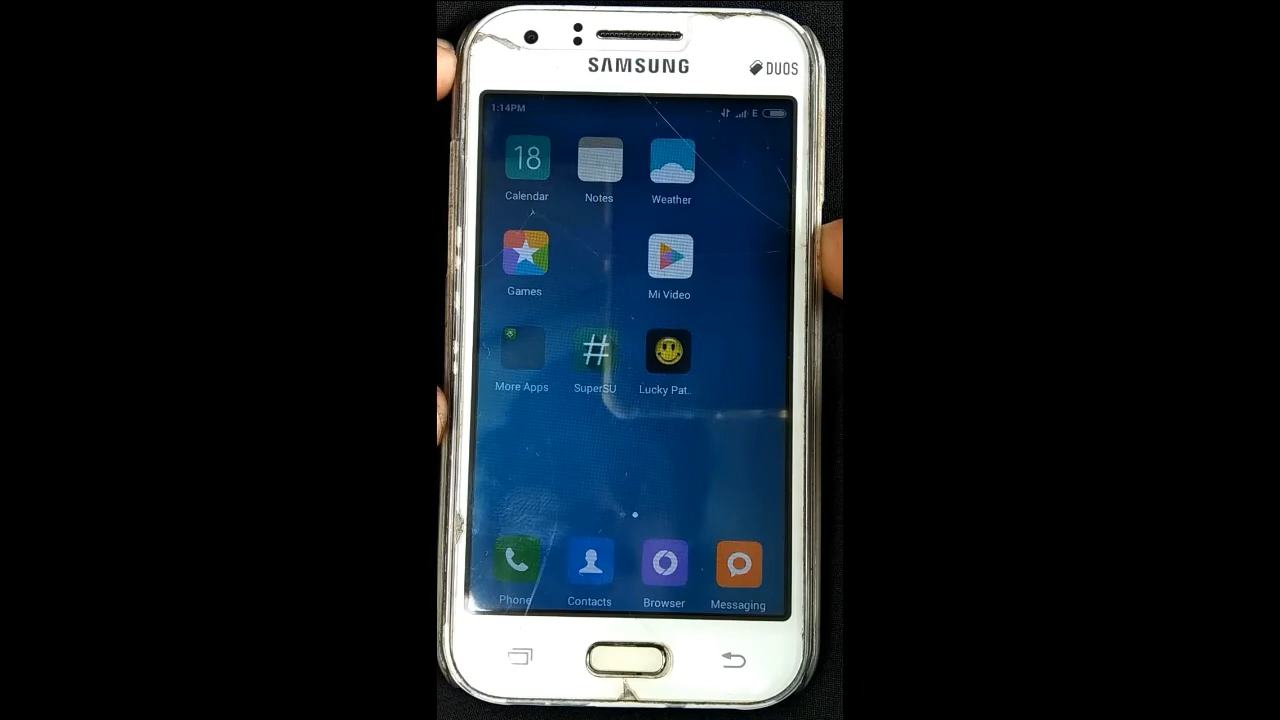 SAMSUNG
DUOS
1:14PM
E
18
Calendar
Notes
Weather
Games
Mi Video
#
More Apps
SuperSU
Lucky Pat..
Phone
Contacts
Browser
Messaging